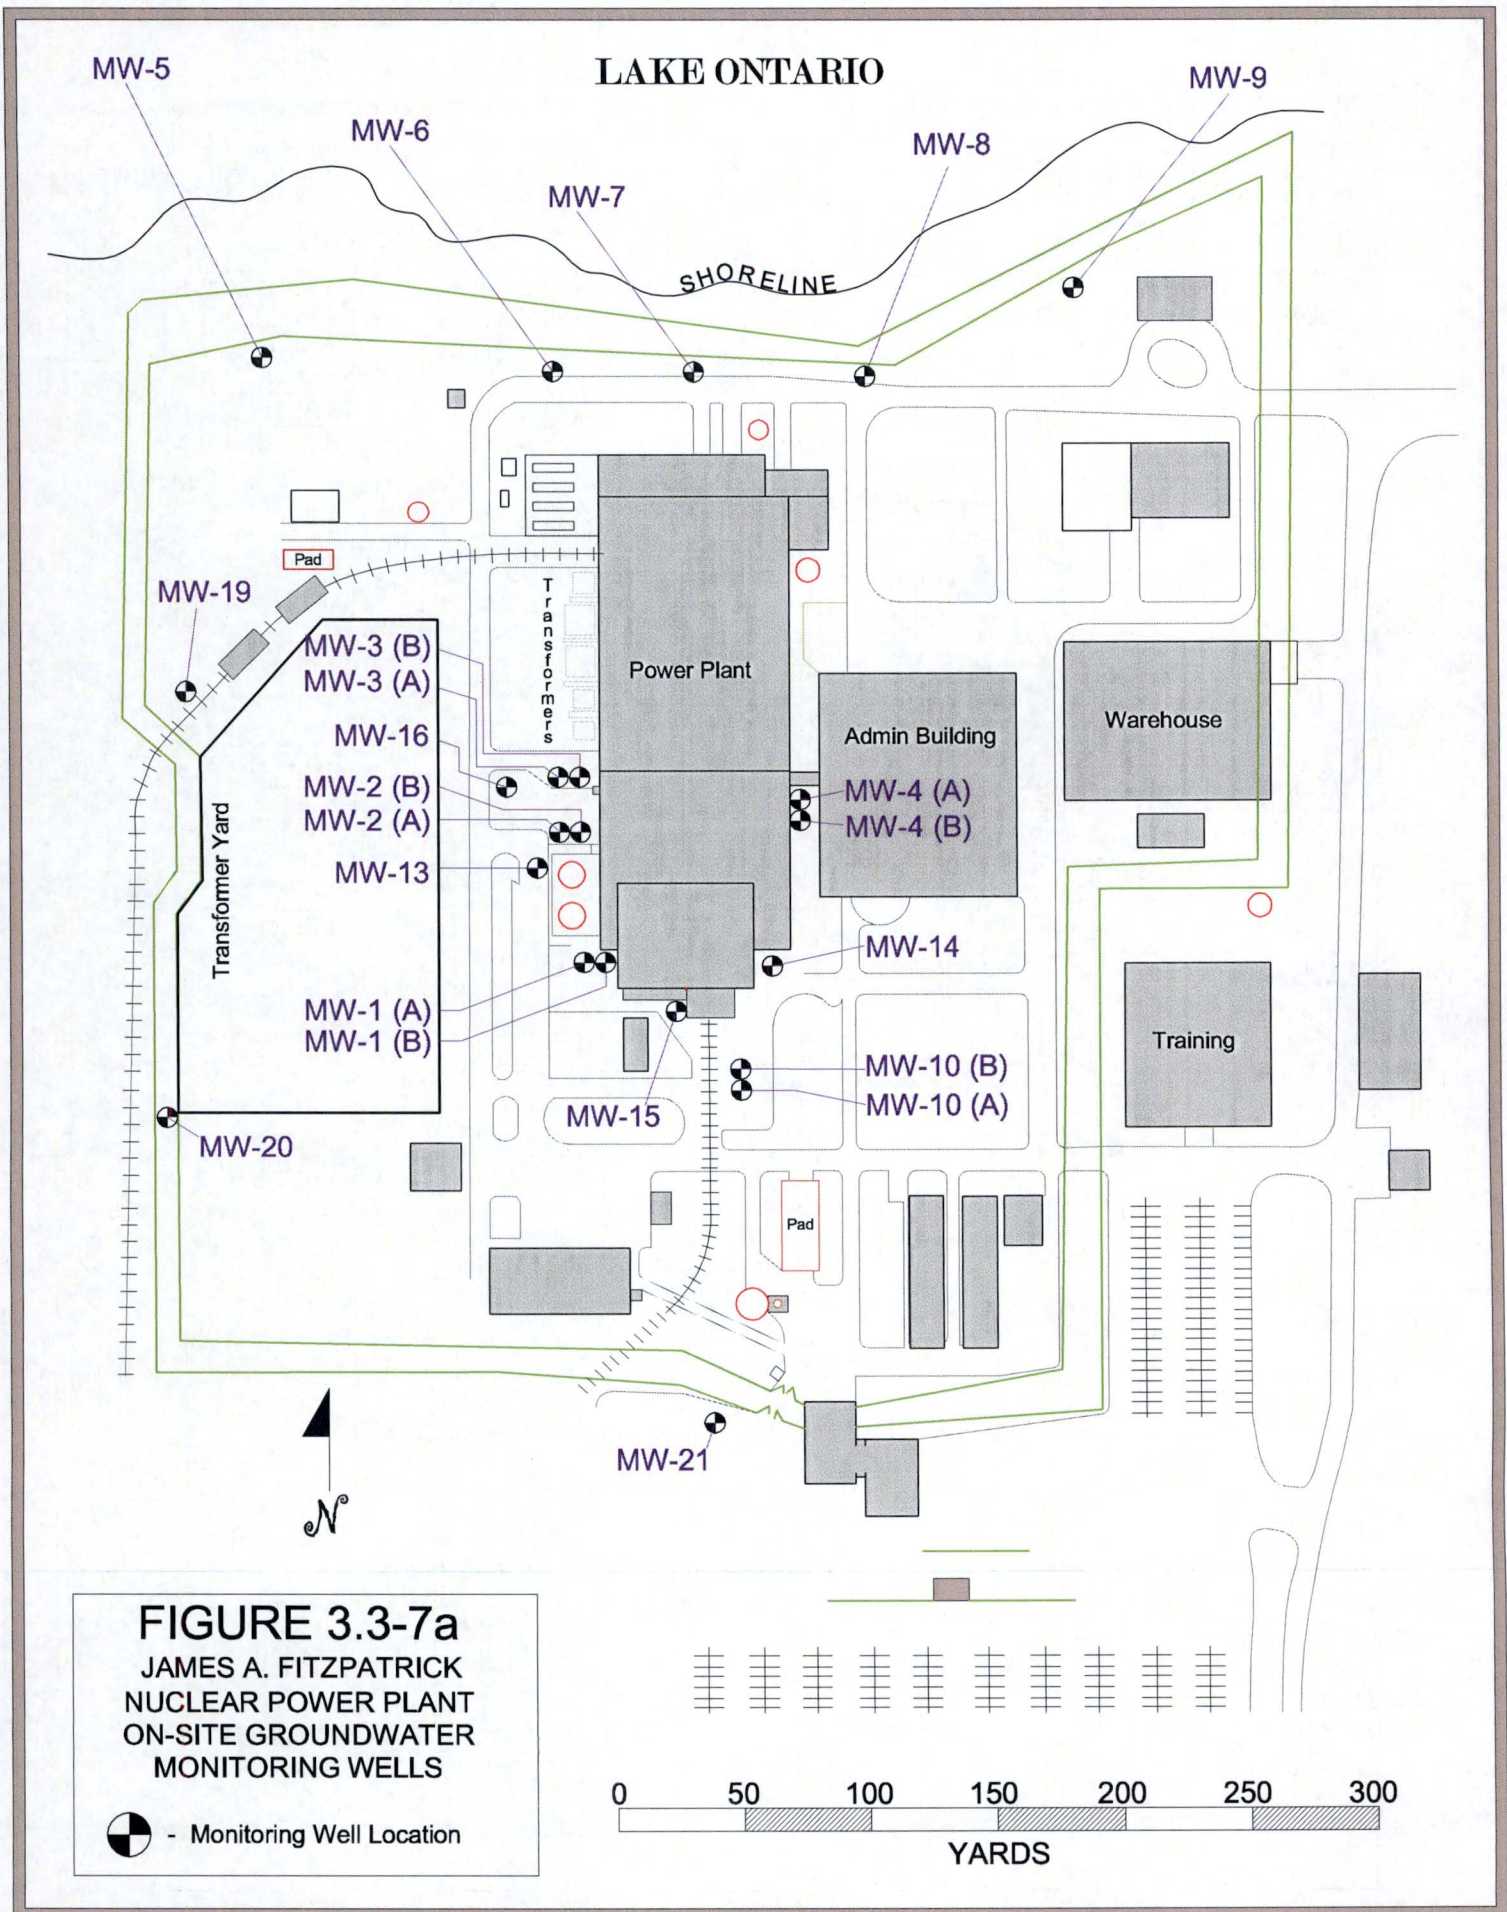 LAKE ONTARIO
MW-5
MW-9
MW-6
MW-8
MW-7
SHORELINE
Pad
MW-19
Transformers
MW-3 (B)
MW-3 (A)
Power Plant
MW-16
Admin Building
Warehouse
MW-2 (B)
MW-4 (A)
MW-2 (A)
MW-4 (B)
MW-13
Transformer Yard
MW-14
MW-1 (A)
MW-1 (B)
Training
MW-10 (B)
MW-10 (A)
MW-15
MW-20
Pad
MW-21
N
FIGURE 3.3-7a
JAMES A. FITZPATRICK
NUCLEAR POWER PLANT
ON-SITE GROUNDWATER
MONITORING WELLS
- Monitoring Well Location
0 50 100 150 200 250 300
YARDS